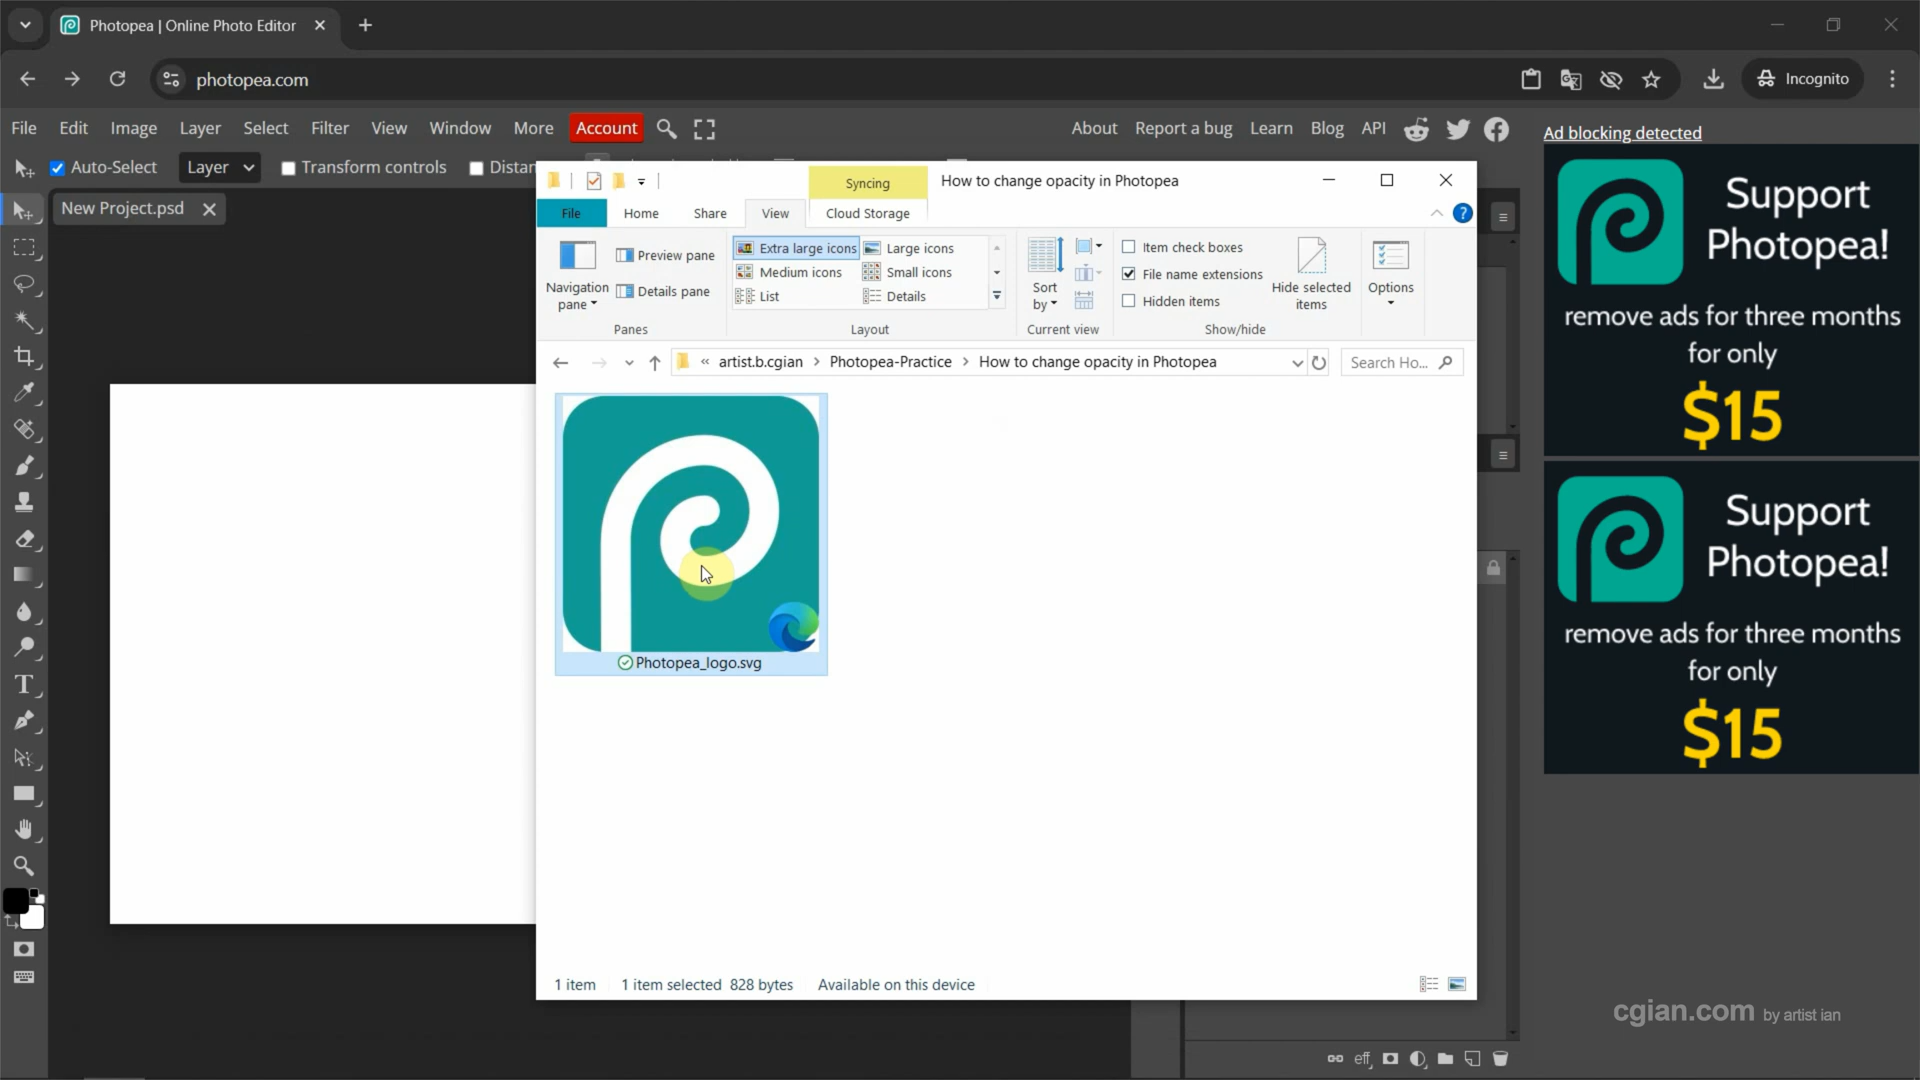 Photopea | Online Photo Editor
photopea.com
Incognito
File Edit Image Layer Select Filter View Window More Account
About Report a bug Learn Blog API
Auto-Select Layer Transform controls Distan
New Project.psd
Syncing
How to change opacity in Photopea
File Home Share View Cloud Storage
Navigation pane
Preview pane
Details pane
Panes
Extra large icons Large icons
Medium icons Small icons
List Details
Layout
Sort by
Current view
Item check boxes
File name extensions
Hidden items
Hide selected items
Show/hide
Options
« artist.b.cgian > Photopea-Practice > How to change opacity in Photopea
Search Ho...
Photopea_logo.svg
1 item 1 item selected 828 bytes Available on this device
Ad blocking detected
Support
Photopea!
remove ads for three months
for only
$15
Support
Photopea!
remove ads for three months
for only
$15
eff
cgian.com by artist ian